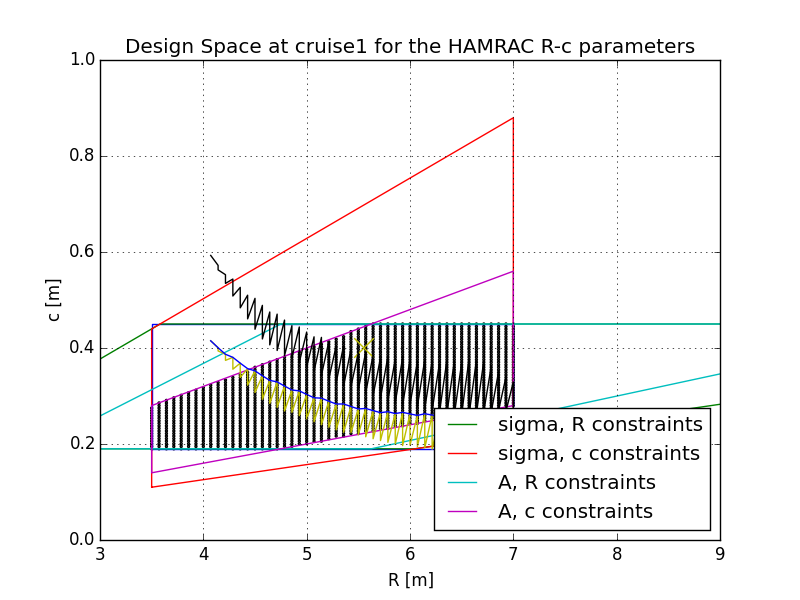 Design Space at cruise1 for the HAMRAC R-c parameters
1.0
0.8
0.6
0.4
0.2
0.0
c [m]
sigma, R constraints
sigma, c constraints
A, R constraints
A, c constraints
3 4 5 6 7 8 9
R [m]